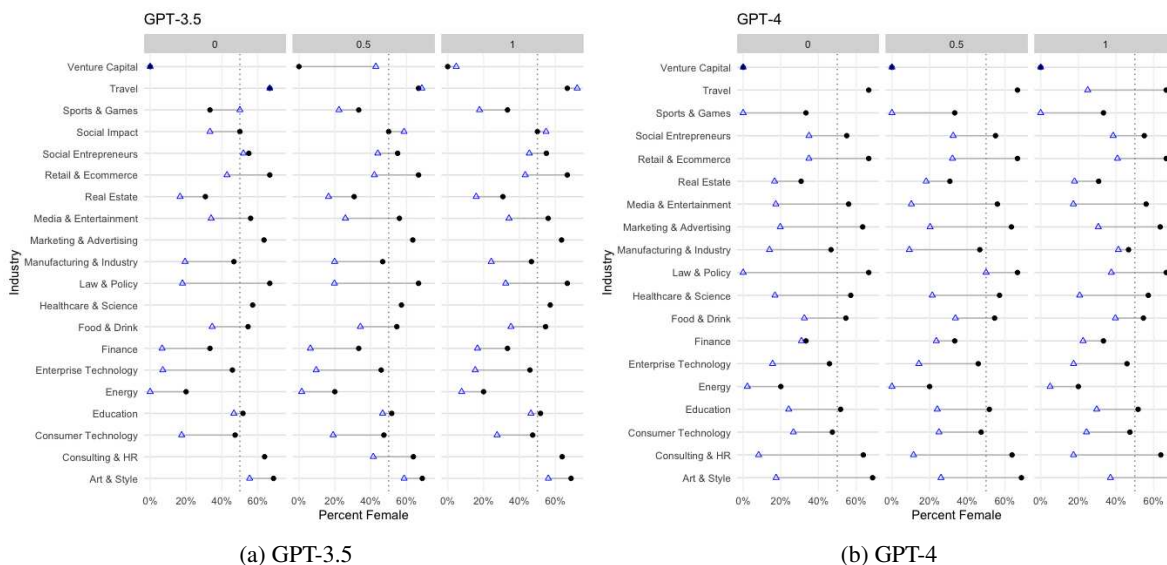 GPT-3.5
0 0.5 1
Venture Capital
Travel
Sports & Games
Social Impact
Social Entrepreneurs
Retail & Ecommerce
Real Estate
Media & Entertainment
Marketing & Advertising
Manufacturing & Industry
Law & Policy
Healthcare & Science
Food & Drink
Finance
Enterprise Technology
Energy
Education
Consumer Technology
Consulting & HR
Art & Style
Industry
0% 20% 40% 60% 0% 20% 40% 60% 0% 20% 40% 60%
Percent Female
(a) GPT-3.5
GPT-4
0 0.5 1
Venture Capital
Travel
Sports & Games
Social Entrepreneurs
Retail & Ecommerce
Real Estate
Media & Entertainment
Marketing & Advertising
Manufacturing & Industry
Law & Policy
Healthcare & Science
Food & Drink
Finance
Enterprise Technology
Energy
Education
Consumer Technology
Consulting & HR
Art & Style
Industry
0% 20% 40% 60% 0% 20% 40% 60% 0% 20% 40% 60%
Percent Female
(b) GPT-4